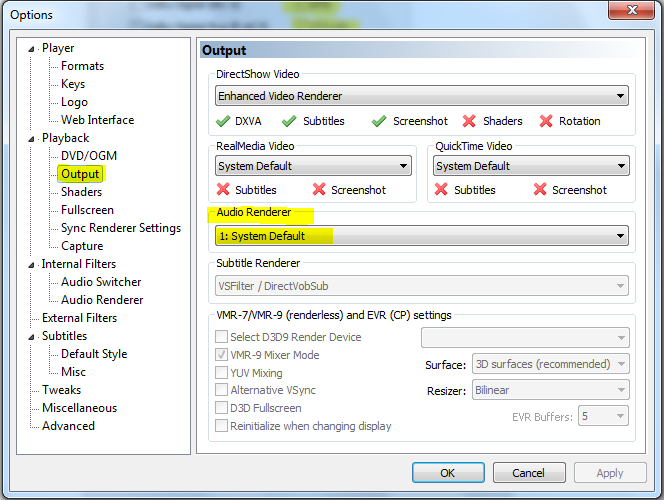 Options
Player
Formats
Keys
Logo
Web Interface
Playback
DVD/OGM
Output
Shaders
Fullscreen
Sync Renderer Settings
Capture
Internal Filters
Audio Switcher
Audio Renderer
External Filters
Subtitles
Default Style
Misc
Tweaks
Miscellaneous
Advanced
Output
DirectShow Video
Enhanced Video Renderer
DXVA Subtitles Screenshot Shaders Rotation
RealMedia Video
System Default
Subtitles Screenshot
QuickTime Video
System Default
Subtitles Screenshot
Audio Renderer
1: System Default
Subtitle Renderer
VSFilter / DirectVobSub
VMR-7/VMR-9 (renderless) and EVR (CP) settings
Select D3D9 Render Device
VMR-9 Mixer Mode
YUV Mixing
Alternative VSync
D3D Fullscreen
Reinitialize when changing display
Surface: 3D surfaces (recommended)
Resizer: Bilinear
EVR Buffers: 5
OK Cancel Apply